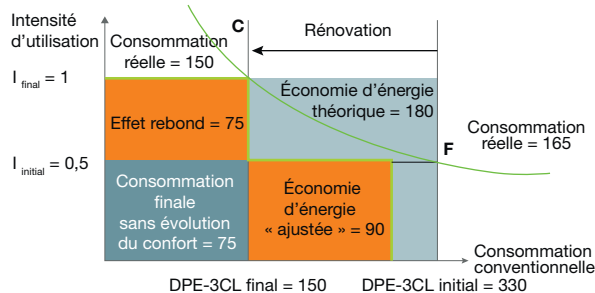 Intensité
d'utilisation
C
Consommation
réelle = 150
Rénovation
I final = 1
Économie d'énergie
théorique = 180
Effet rebond = 75
Consommation
réelle = 165
F
I initial = 0,5
Consommation
finale
sans évolution
du confort = 75
Économie
d'énergie
« ajustée » = 90
Consommation
conventionnelle
DPE-3CL final = 150
DPE-3CL initial = 330